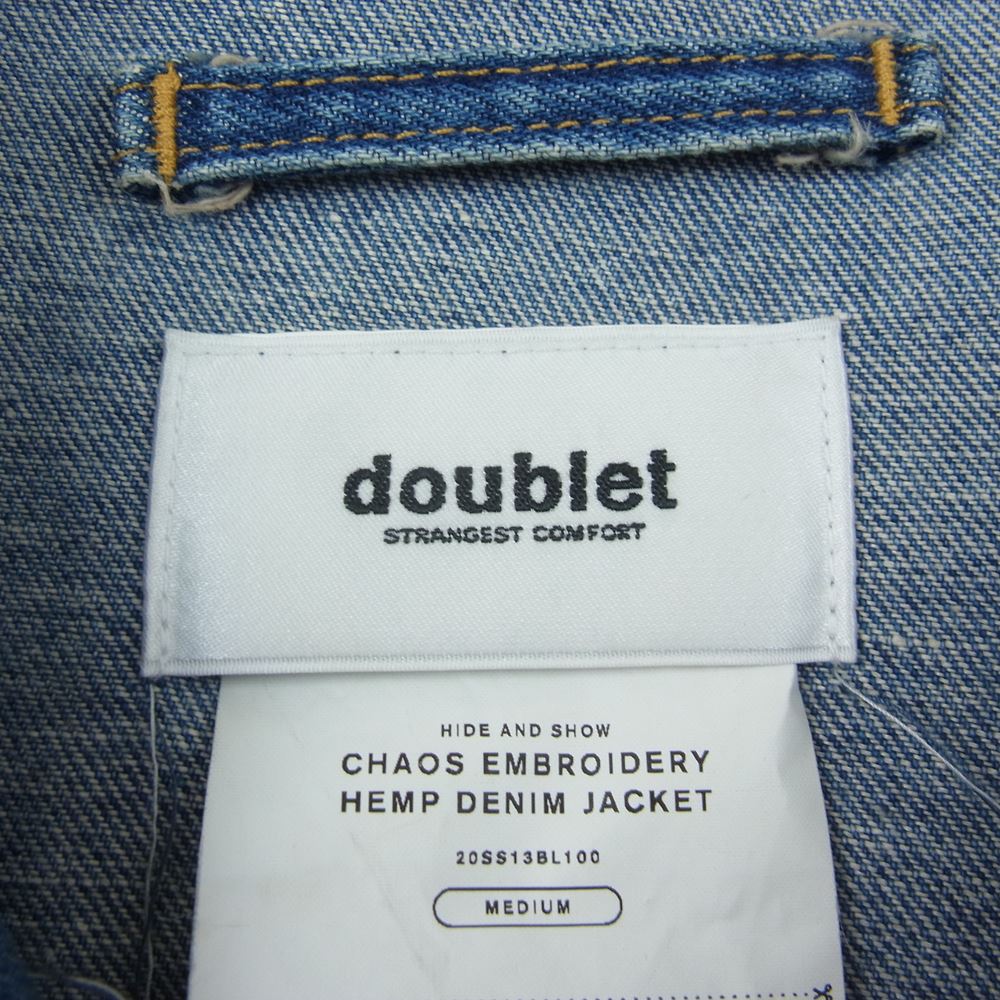 doublet
STRANGEST COMFORT
HIDE AND SHOW
CHAOS EMBROIDERY
HEMP DENIM JACKET
20SS13BL100
MEDIUM